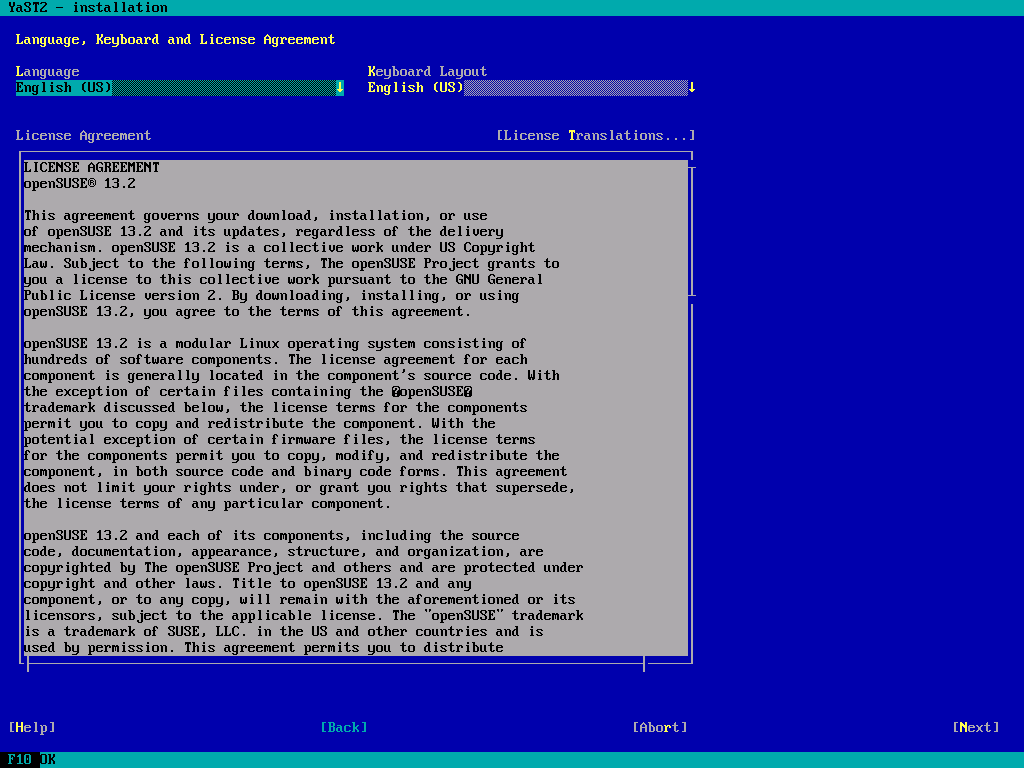 YaST2 - installation
Language, Keyboard and License Agreement
Language Keyboard Layout
English (US) ↓ English (US) ↓
License Agreement [License Translations...]
LICENSE AGREEMENT
openSUSE® 13.2
This agreement governs your download, installation, or use
of openSUSE 13.2 and its updates, regardless of the delivery
mechanism. openSUSE 13.2 is a collective work under US Copyright
Law. Subject to the following terms, The openSUSE Project grants to
you a license to this collective work pursuant to the GNU General
Public License version 2. By downloading, installing, or using
openSUSE 13.2, you agree to the terms of this agreement.
openSUSE 13.2 is a modular Linux operating system consisting of
hundreds of software components. The license agreement for each
component is generally located in the component's source code. With
the exception of certain files containing the �openSUSE�
trademark discussed below, the license terms for the components
permit you to copy and redistribute the component. With the
potential exception of certain firmware files, the license terms
for the components permit you to copy, modify, and redistribute the
component, in both source code and binary code forms. This agreement
does not limit your rights under, or grant you rights that supersede,
the license terms of any particular component.
openSUSE 13.2 and each of its components, including the source
code, documentation, appearance, structure, and organization, are
copyrighted by The openSUSE Project and others and are protected under
copyright and other laws. Title to openSUSE 13.2 and any
component, or to any copy, will remain with the aforementioned or its
licensors, subject to the applicable license. The "openSUSE" trademark
is a trademark of SUSE, LLC. in the US and other countries and is
used by permission. This agreement permits you to distribute
[Help] [Back] [Abort] [Next]
F10 OK